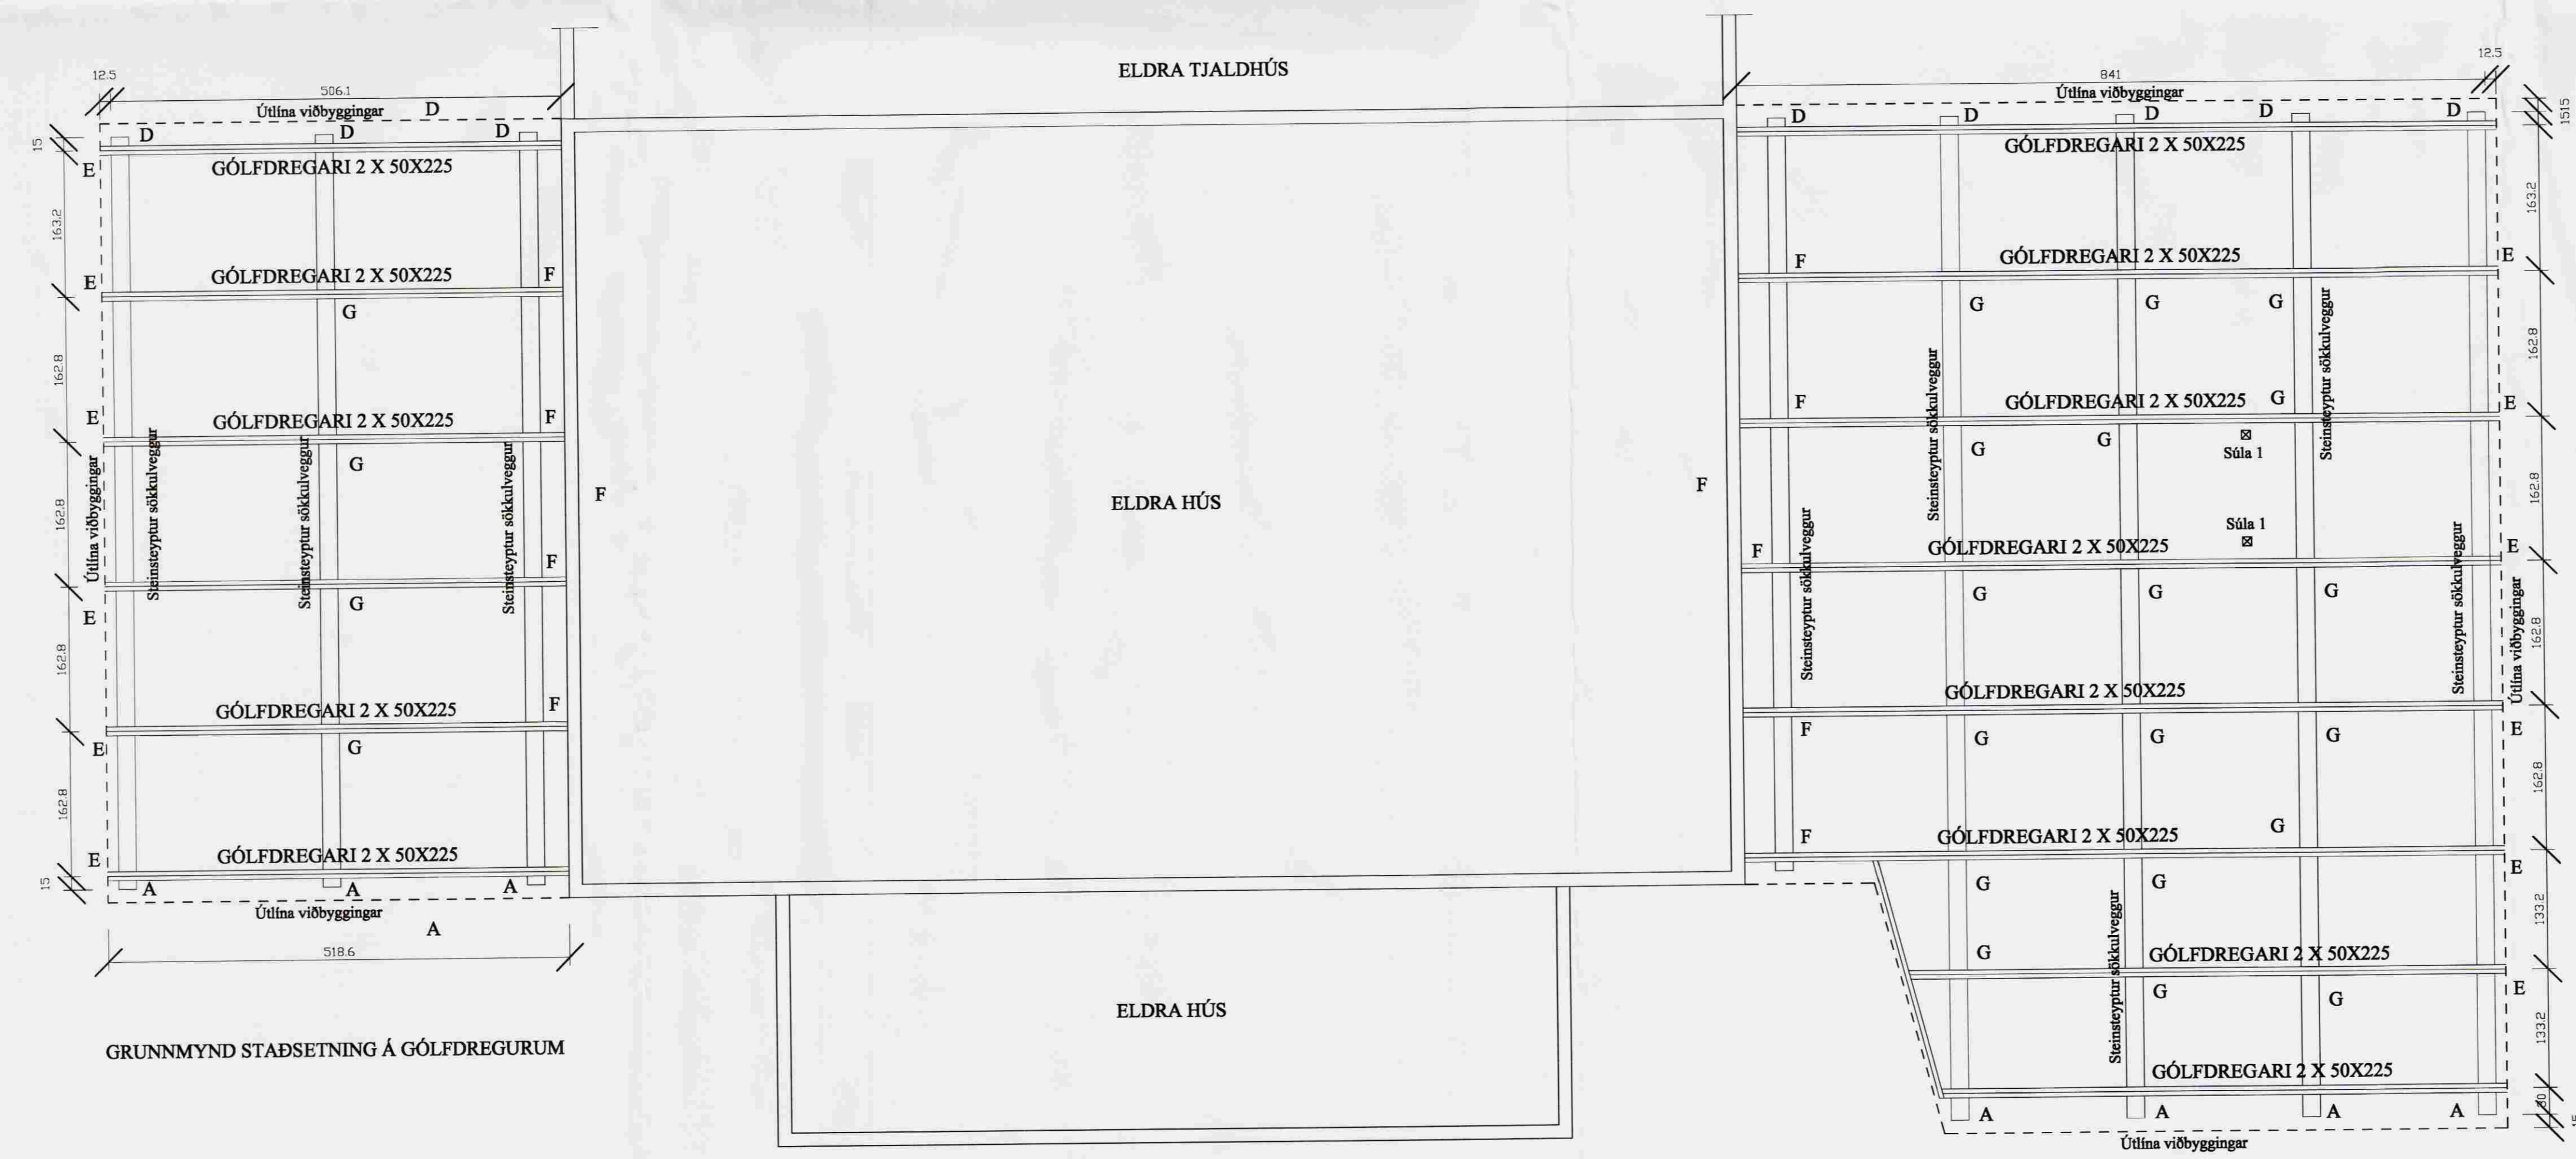 ELDRA TJALDHÚS
12.5
506.1
Útlína viðbyggingar D
841
12.5
Útlína viðbyggingar
15
D D D
D D D D D
1515
E
GÓLFDREGARI 2 X 50X225
GÓLFDREGARI 2 X 50X225
163.2
163.2
E
GÓLFDREGARI 2 X 50X225 F
F
GÓLFDREGARI 2 X 50X225
E
G
G G G
162.8
162.8
E
GÓLFDREGARI 2 X 50X225 F
F
GÓLFDREGARI 2 X 50X225 G
E
G
G G
Súla 1
Steinsteyptur sökkulveggur
Steinsteyptur sökkulveggur
Útlína viðbyggingar
Steinsteyptur sökkulveggur
Steinsteyptur sökkulveggur
Steinsteyptur sökkulveggur
162.8
162.8
F
ELDRA HÚS
F
Súla 1
F
F
GÓLFDREGARI 2 X 50X225
E
E
G
G G G
Steinsteyptur sökkulveggur
Steinsteyptur sökkulveggur
Útlína viðbyggingar
162.8
162.8
GÓLFDREGARI 2 X 50X225 F
GÓLFDREGARI 2 X 50X225
E
G
F
G G G
E
162.8
162.8
E
GÓLFDREGARI 2 X 50X225
F
GÓLFDREGARI 2 X 50X225
G
E
15
A A A
G G
Útlína viðbyggingar
A
518.6
Steinsteyptur sökkulveggur
133.2
G
GÓLFDREGARI 2 X 50X225
G G
E
ELDRA HÚS
133.2
GRUNNMYND STAÐSETNING Á GÓLFDREGURUM
GÓLFDREGARI 2 X 50X225
A A A A
30
15
Útlína viðbyggingar